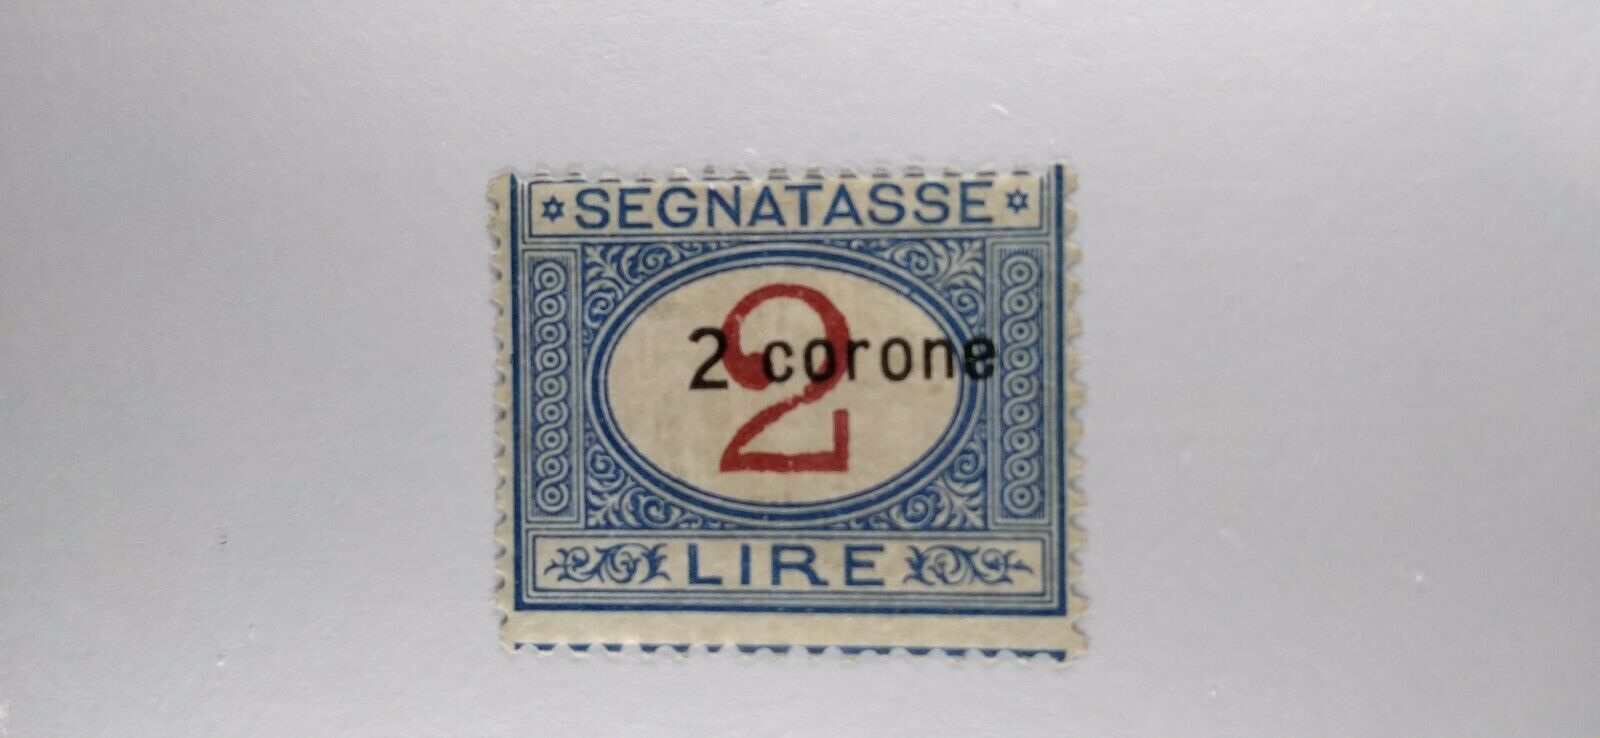 SEGNATASSE
2
2 corone
LIRE